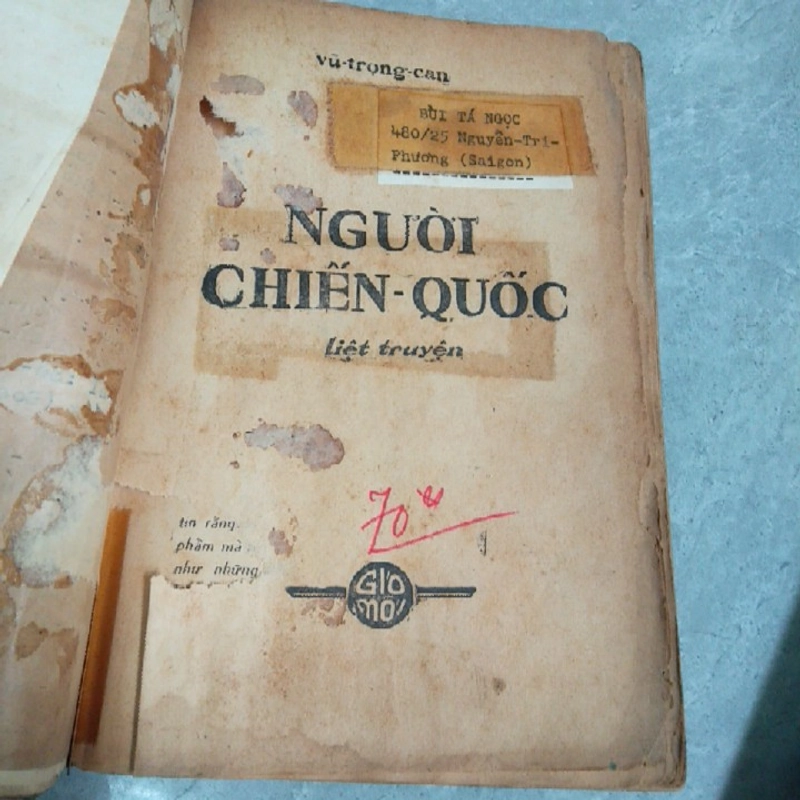 vũ-trọng-can
BÙI TÁ NGỌC
480/25 Nguyễn-Tri-
Phương (Saigon)
NGƯỜI
CHIẾN-QUỐC
liệt truyện
70
tin rằng
phẩm mà
như những
GIÓ
MỚI